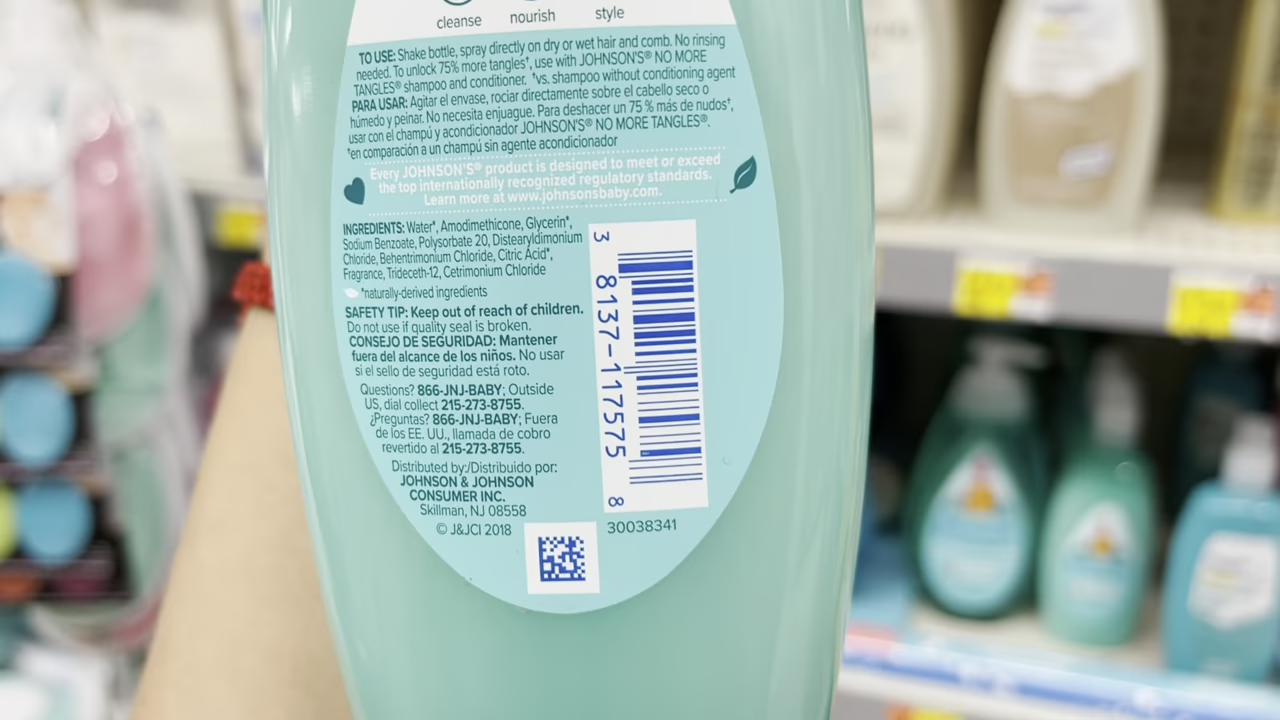 cleanse nourish style
TO USE: Shake bottle, spray directly on dry or wet hair and comb. No rinsing
needed. To unlock 75% more tangles†, use with JOHNSON'S® NO MORE
TANGLES® shampoo and conditioner. †vs. shampoo without conditioning agent
PARA USAR: Agitar el envase, rociar directamente sobre el cabello seco o
húmedo y peinar. No necesita enjuague. Para deshacer un 75 % más de nudos†,
usar con el champú y acondicionador JOHNSON'S® NO MORE TANGLES®.
†en comparación a un champú sin agente acondicionador
Every JOHNSON'S® product is designed to meet or exceed
the top internationally recognized regulatory standards.
Learn more at www.johnsonsbaby.com.
INGREDIENTS: Water*, Amodimethicone, Glycerin*,
Sodium Benzoate, Polysorbate 20, Distearyldimonium
Chloride, Behentrimonium Chloride, Citric Acid*,
Fragrance, Trideceth-12, Cetrimonium Chloride
*naturally-derived ingredients
SAFETY TIP: Keep out of reach of children.
Do not use if quality seal is broken.
CONSEJO DE SEGURIDAD: Mantener
fuera del alcance de los niños. No usar
si el sello de seguridad está roto.
Questions? 866-JNJ-BABY; Outside
US, dial collect 215-273-8755.
¿Preguntas? 866-JNJ-BABY; Fuera
de los EE. UU., llamada de cobro
revertido al 215-273-8755.
Distributed by:/Distribuido por:
JOHNSON & JOHNSON
CONSUMER INC.
Skillman, NJ 08558
© J&JCI 2018
3 8137-117575 8
30038341